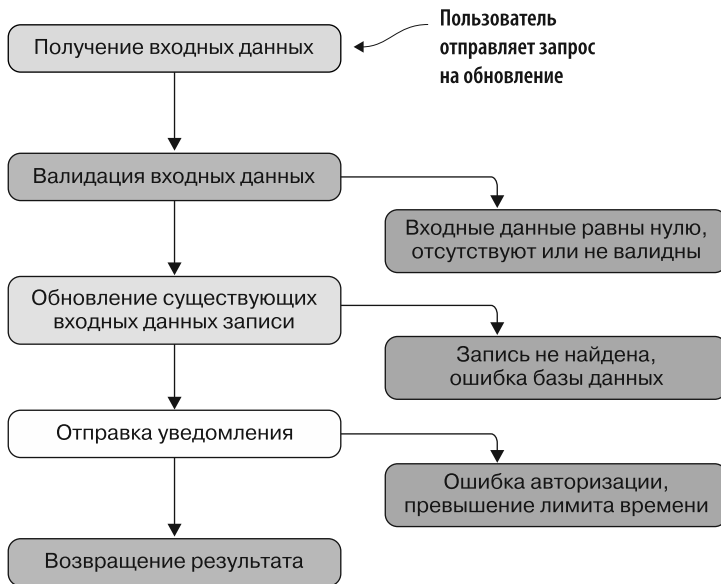 Пользователь
отправляет запрос
на обновление
Получение входных данных
Валидация входных данных
Входные данные равны нулю,
отсутствуют или не валидны
Обновление существующих
входных данных записи
Запись не найдена,
ошибка базы данных
Отправка уведомления
Ошибка авторизации,
превышение лимита времени
Возвращение результата